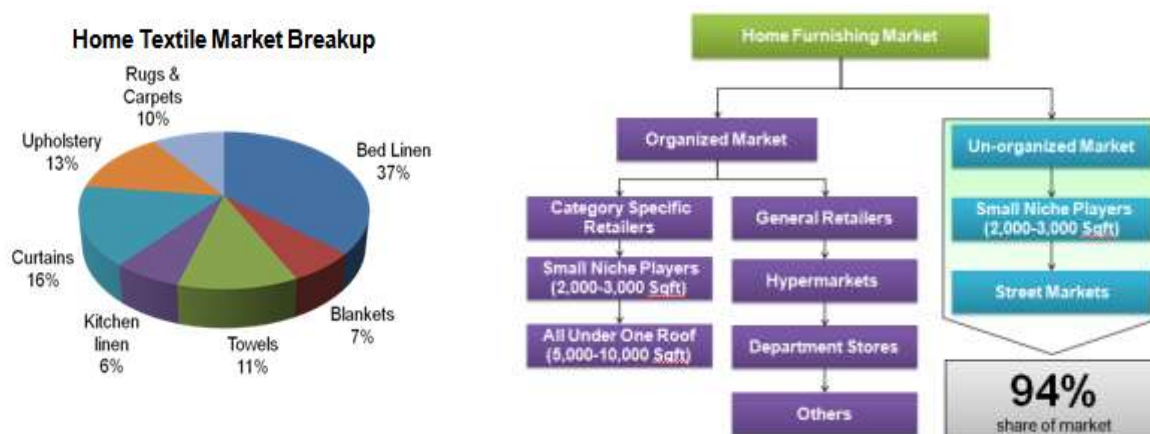 Home Textile Market Breakup
Rugs &
Carpets
10%
Upholstery
13%
Bed Linen
37%
Curtains
16%
Kitchen
linen
6%
Towels
11%
Blankets
7%
Home Furnishing Market
Organized Market
Un-organized Market
Category Specific
Retailers
General Retailers
Small Niche Players
(2,000-3,000 Sqft)
Small Niche Players
(2,000-3,000 Sqft)
Hypermarkets
Street Markets
All Under One Roof
(5,000-10,000 Sqft)
Department Stores
Others
94%
share of market